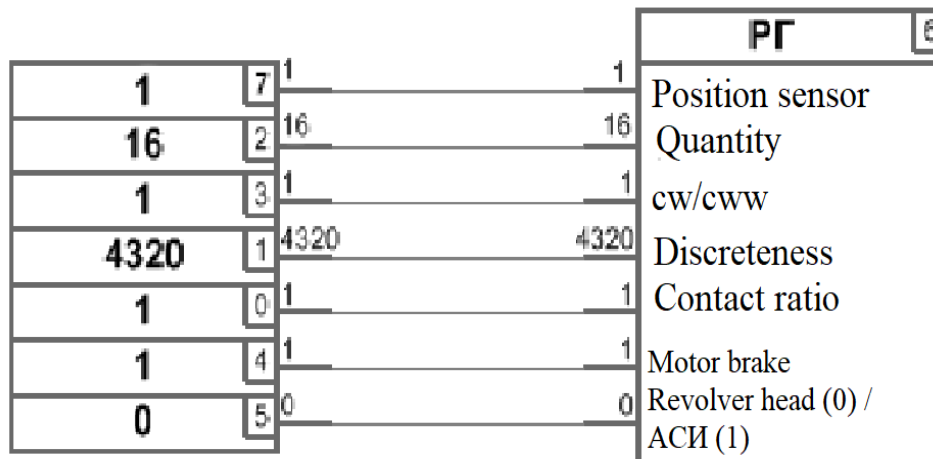 РГ 6
1 7 1 1 Position sensor
16 2 16 16 Quantity
1 3 1 1 cw/cww
4320 1 4320 4320 Discreteness
1 0 1 1 Contact ratio
1 4 1 1 Motor brake
0 5 0 0 Revolver head (0) /
АСИ (1)